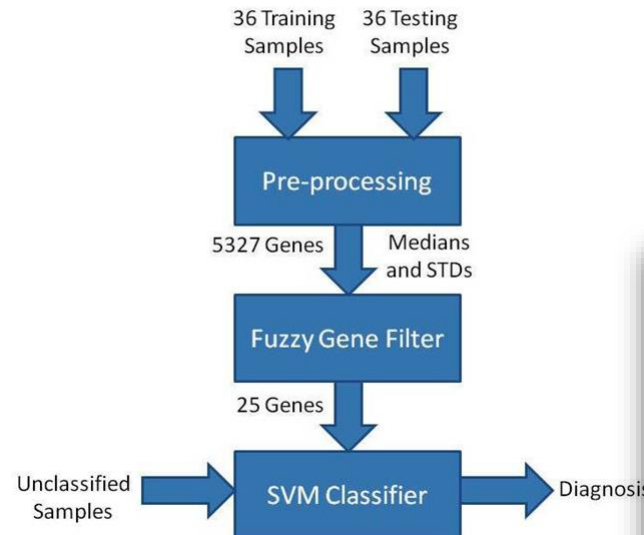 36 Training
Samples
36 Testing
Samples
Pre-processing
5327 Genes
Medians
and STDs
Fuzzy Gene Filter
25 Genes
Unclassified
Samples
SVM Classifier
Diagnosis